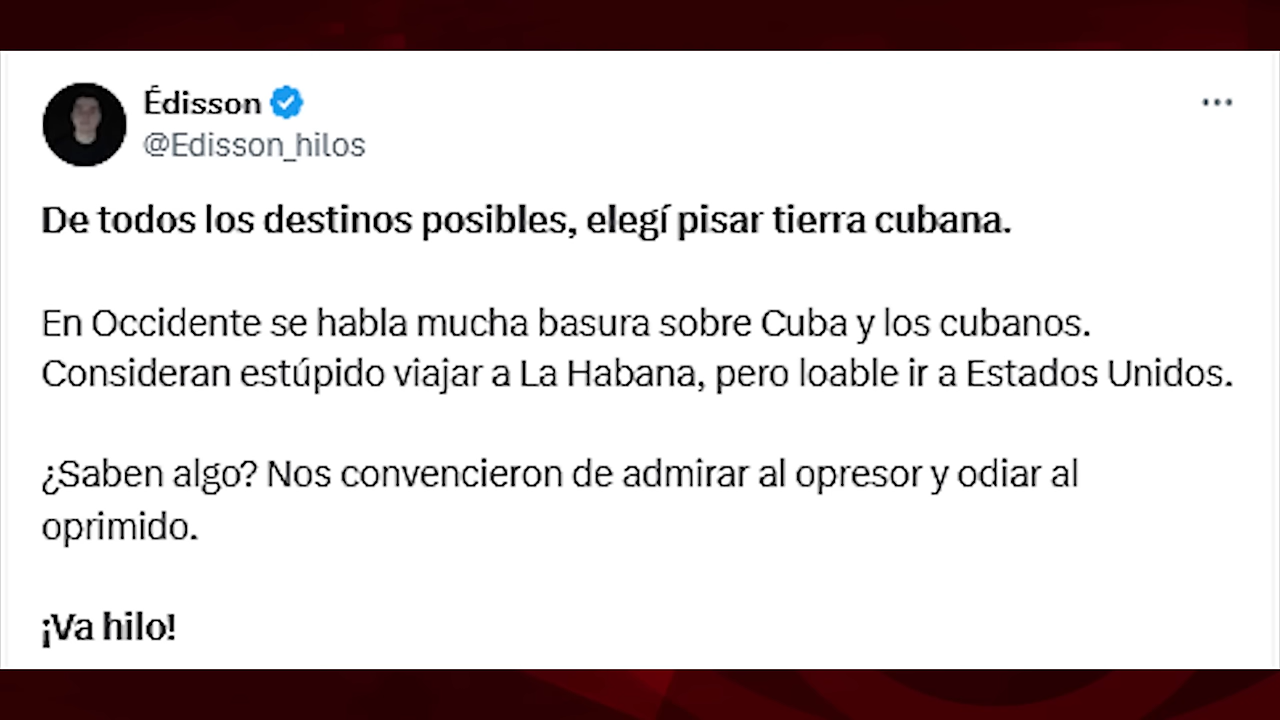 Édisson
@Edisson_hilos
De todos los destinos posibles, elegí pisar tierra cubana.
En Occidente se habla mucha basura sobre Cuba y los cubanos.
Consideran estúpido viajar a La Habana, pero loable ir a Estados Unidos.
¿Saben algo? Nos convencieron de admirar al opresor y odiar al
oprimido.
¡Va hilo!